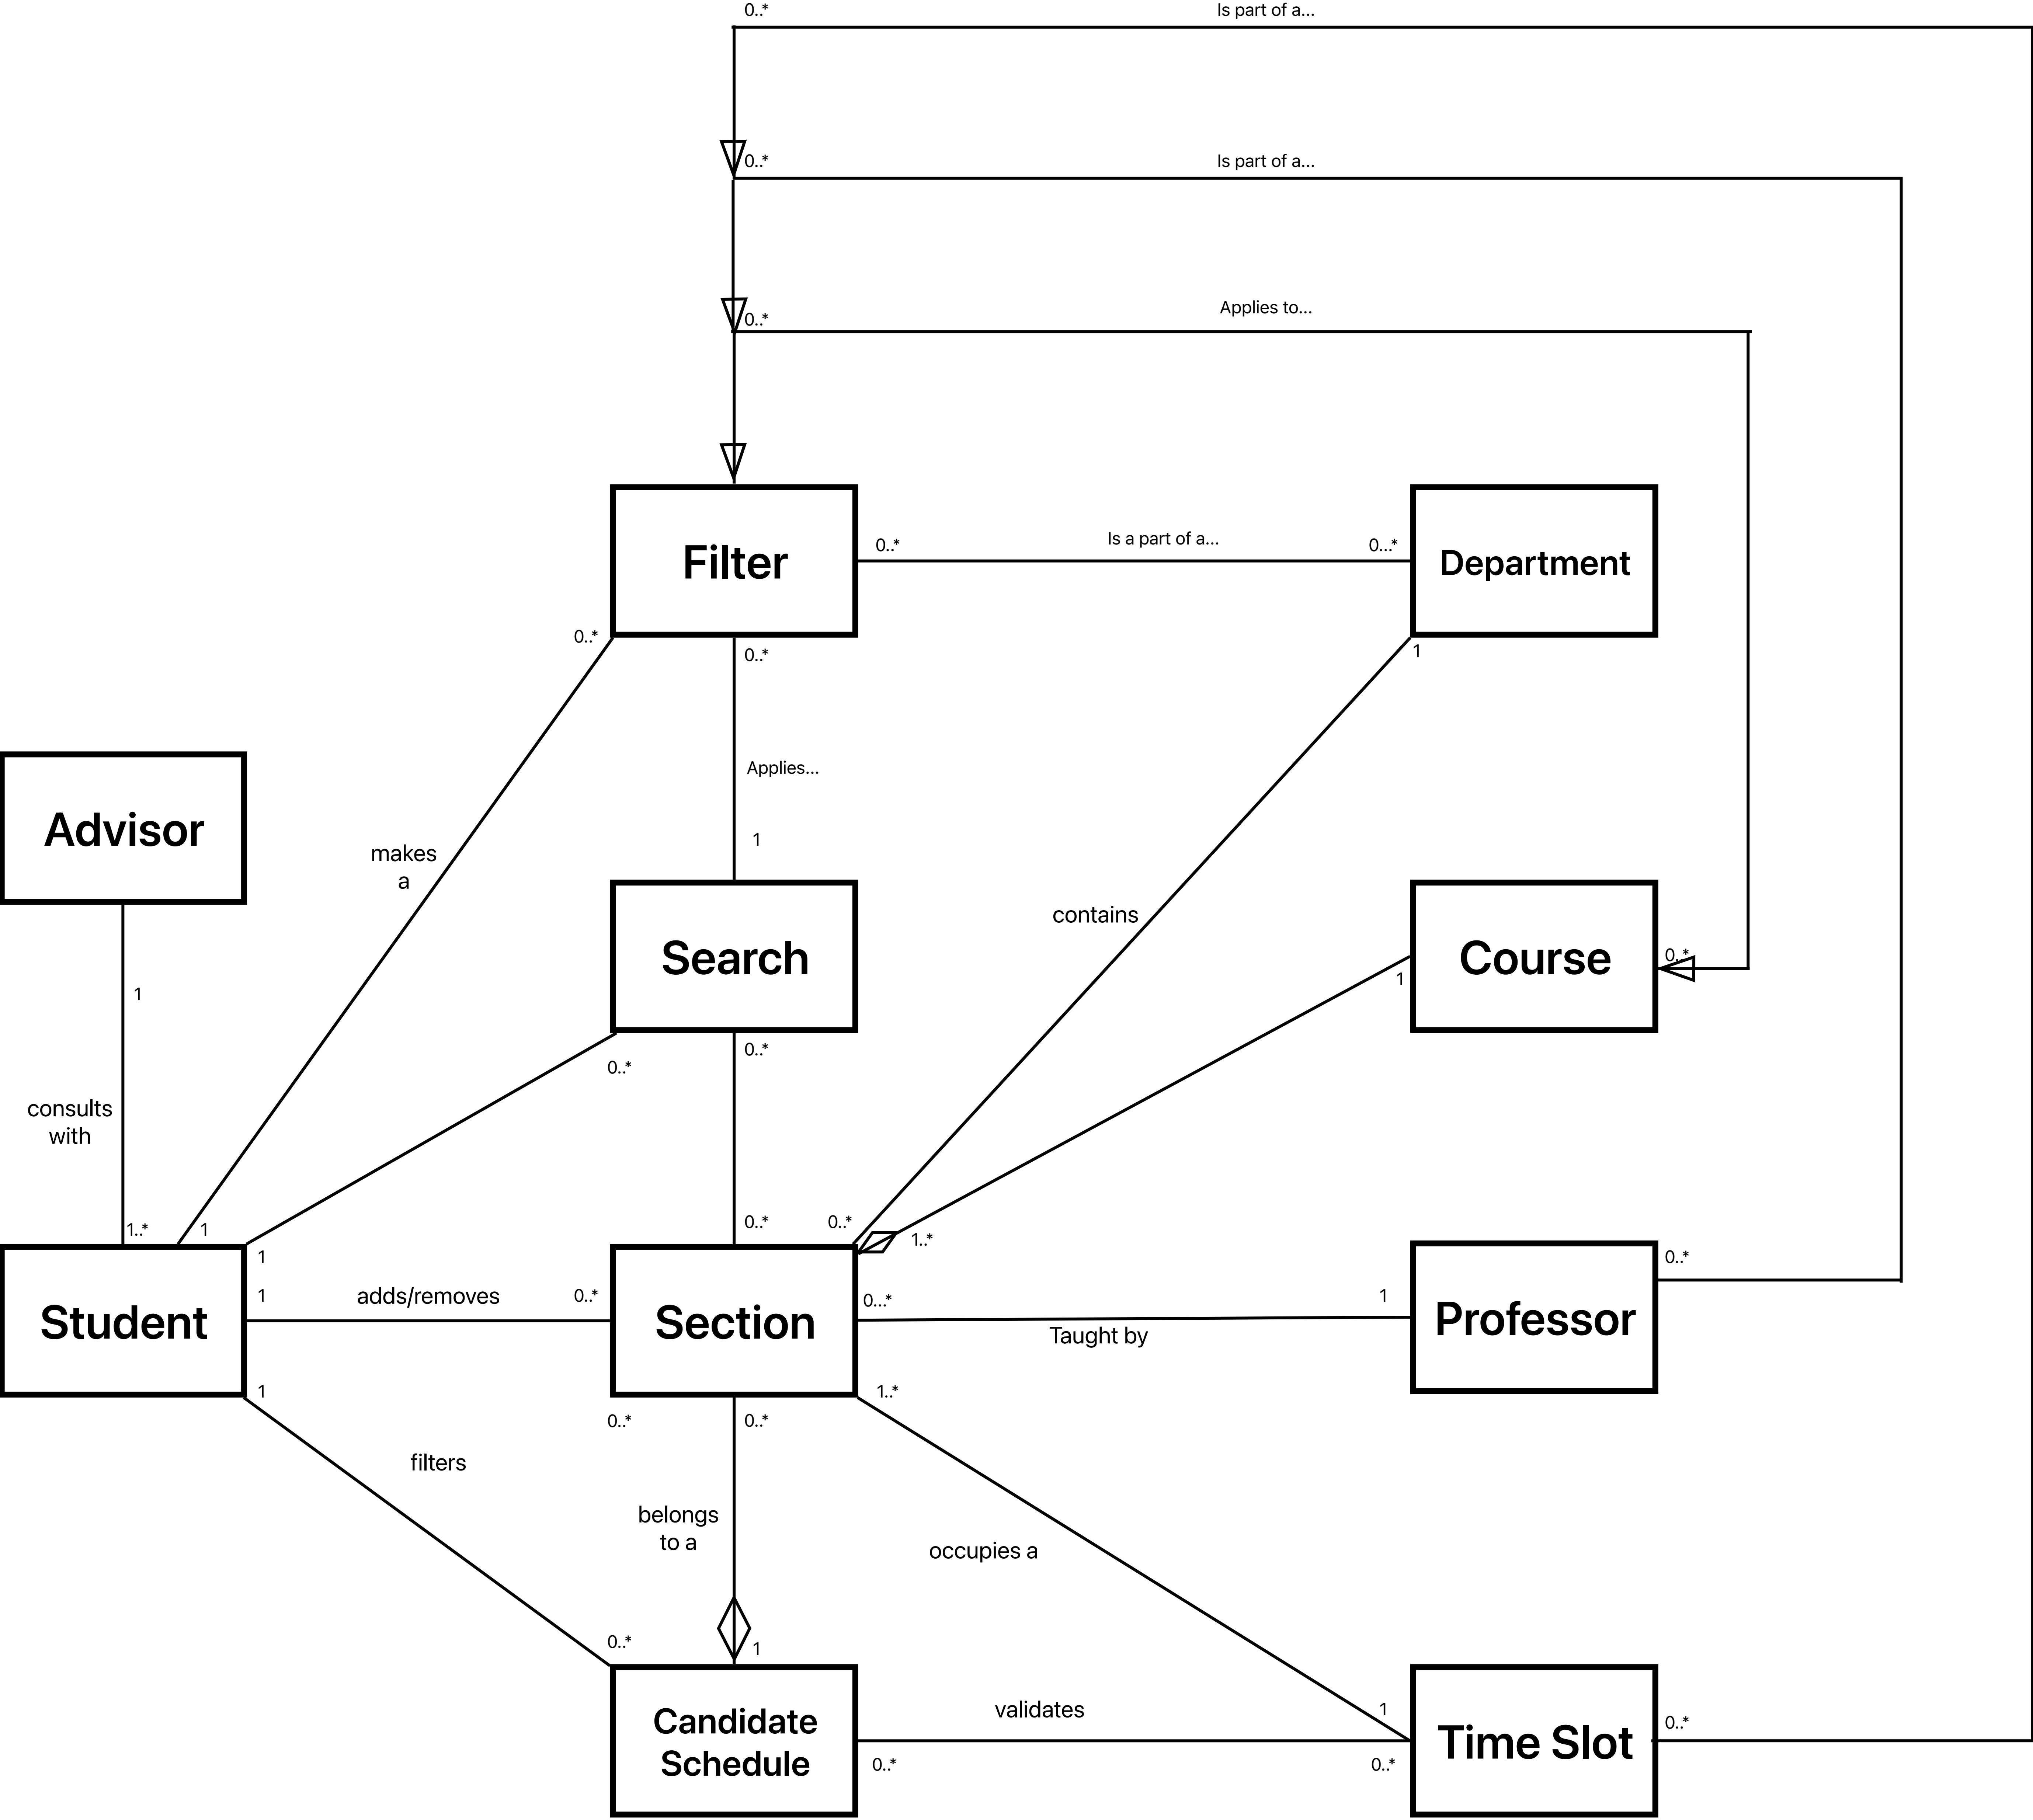 0..*
Is part of a...
0..*
Is part of a...
0..*
Applies to...
Filter
0..*
Is a part of a...
0...*
Department
0..*
0..*
1
Applies...
1
Advisor
makes
a
contains
Search
Course
0..*
1
1
0..*
0..*
consults
with
1..*
1
0..*
0..*
1..*
1
0..*
1
adds/removes
0..*
0...*
1
Student
Section
Taught by
Professor
1
1..*
0..*
0..*
filters
belongs
to a
occupies a
0..*
1
validates
1
0..*
Candidate
Schedule
Time Slot
0..*
0..*